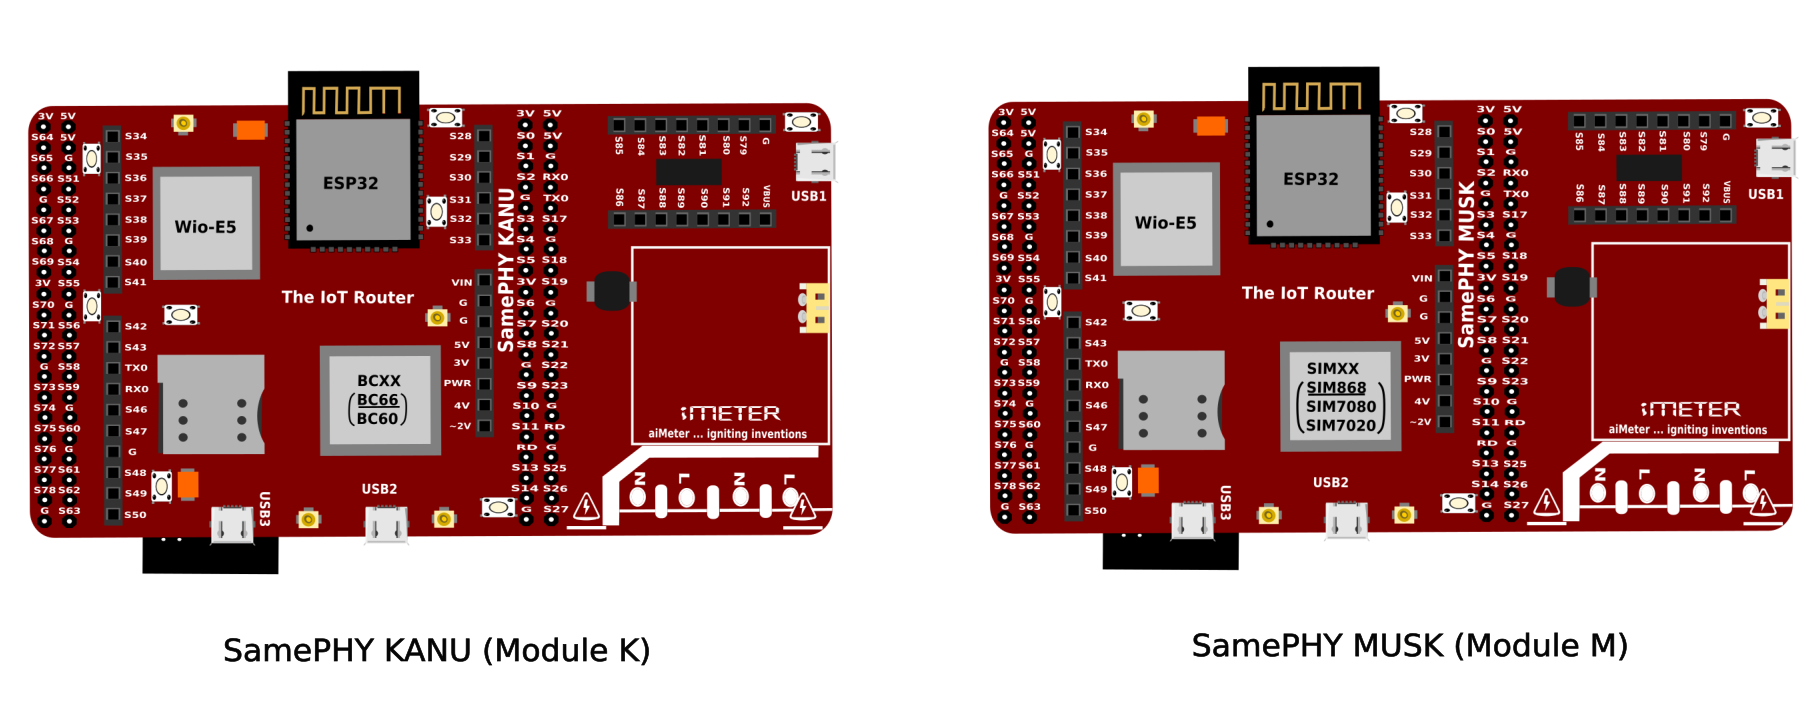 3V 5V
S64 5V
S65 G
S66 S51
G S52
S67 S53
S68 G
S69 S54
3V S55
S70 G
S71 S56
S72 S57
G S58
S73 S59
S74 G
S75 S60
S76 G
S77 S61
S78 S62
G S63
S34
S35
S36
S37
S38
S39
S40
S41
S42
S43
TX0
RX0
S46
S47
G
S48
S49
S50
Wio-E5
ESP32
The IoT Router
BCXX
(BC66
BC60)
USB3
USB2
S28
S29
S30
S31
S32
S33
VIN
G
G
5V
3V
PWR
4V
~2V
SamePHY KANU
3V 5V
S0 5V
S1 G
S2 RX0
G TX0
S3 S17
S4 G
S5 S18
3V S19
S6 G
S7 S20
S8 S21
G S22
S9 S23
S10 G
S11 RD
RD G
S13 S25
S14 S26
G S27
S85 S84 S83 S82 S81 S80 S79 G
S86 S87 S88 S89 S90 S91 S92 VBUS
USB1
iMETER
aiMeter ... igniting inventions
N L N L
SamePHY KANU (Module K)
3V 5V
S64 5V
S65 G
S66 S51
G S52
S67 S53
S68 G
S69 S54
3V S55
S70 G
S71 S56
S72 S57
G S58
S73 S59
S74 G
S75 S60
S76 G
S77 S61
S78 S62
G S63
S34
S35
S36
S37
S38
S39
S40
S41
S42
S43
TX0
RX0
S46
S47
G
S48
S49
S50
Wio-E5
ESP32
The IoT Router
SIMXX
(SIM868
SIM7080
SIM7020)
USB3
USB2
S28
S29
S30
S31
S32
S33
VIN
G
G
5V
3V
PWR
4V
~2V
SamePHY MUSK
3V 5V
S0 5V
S1 G
S2 RX0
G TX0
S3 S17
S4 G
S5 S18
3V S19
S6 G
S7 S20
S8 S21
G S22
S9 S23
S10 G
S11 RD
RD G
S13 S25
S14 S26
G S27
S85 S84 S83 S82 S81 S80 S79 G
S86 S87 S88 S89 S90 S91 S92 VBUS
USB1
iMETER
aiMeter ... igniting inventions
N L N L
SamePHY MUSK (Module M)